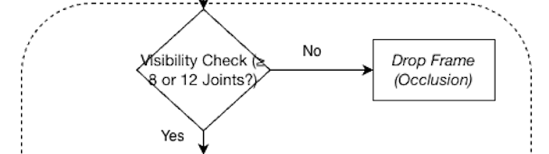 Visibility Check (≥
8 or 12 Joints?)
No
Drop Frame
(Occlusion)
Yes